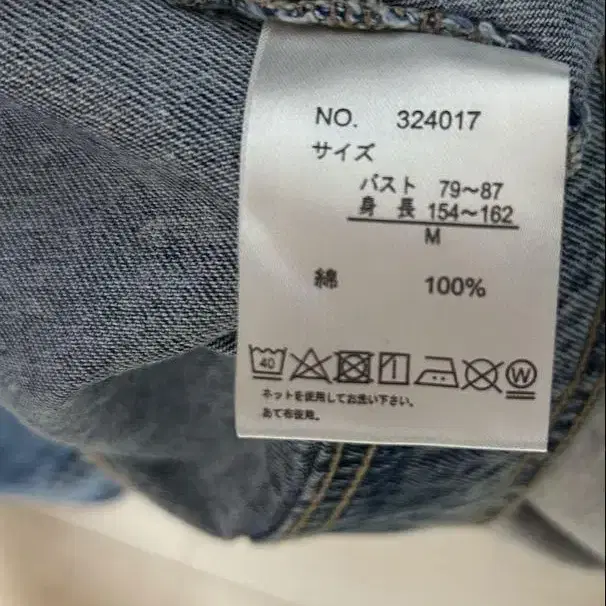 NO. 324017
サイズ
バスト 79～87
身長 154～162
M
綿 100%
40 W
ネットを使用してお洗い下さい。
あて布使用。